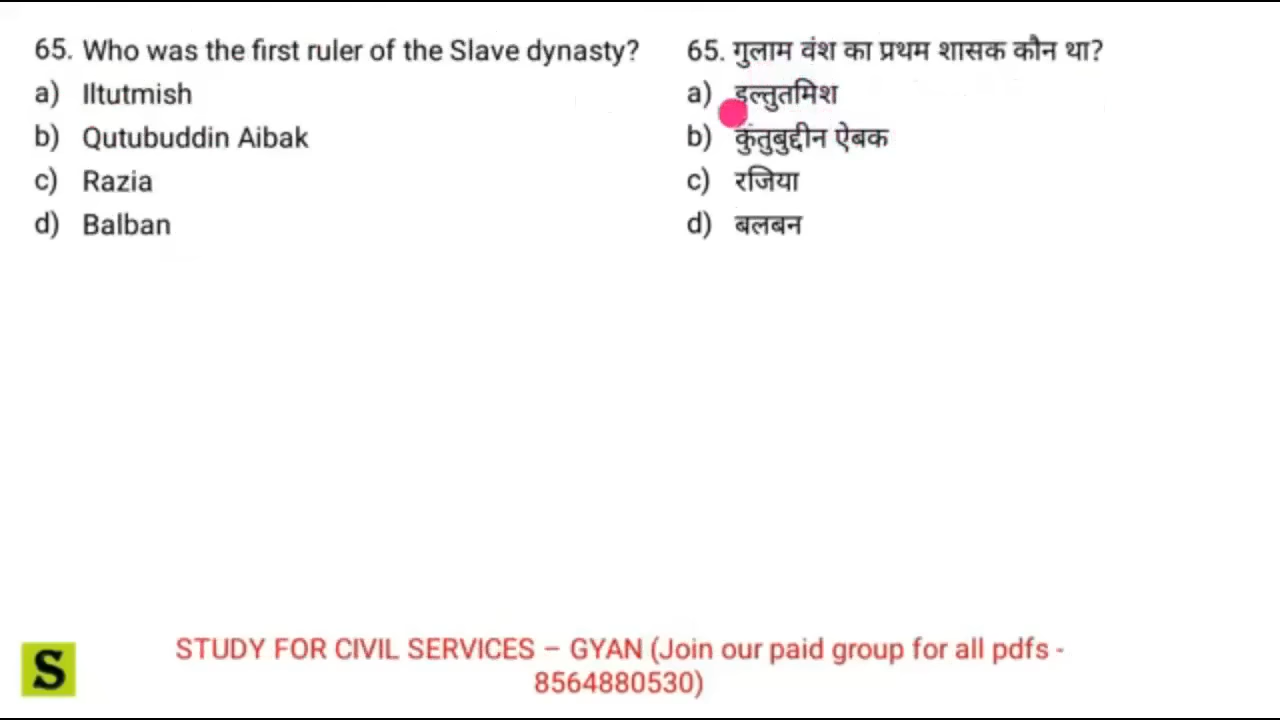 65. Who was the first ruler of the Slave dynasty?
a) Iltutmish
b) Qutubuddin Aibak
c) Razia
d) Balban
65. गुलाम वंश का प्रथम शासक कौन था?
a) इल्तुतमिश
b) कुंतुबुद्दीन ऐबक
c) रजिया
d) बलबन
S
STUDY FOR CIVIL SERVICES – GYAN (Join our paid group for all pdfs -
8564880530)